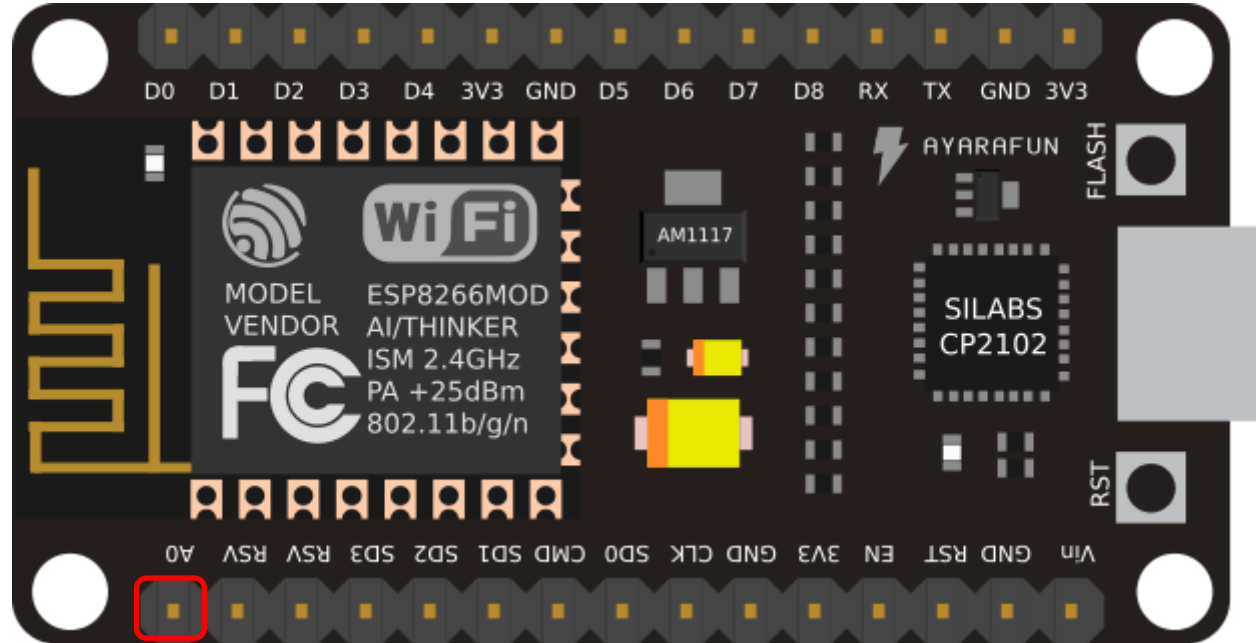 D0 D1 D2 D3 D4 3V3 GND D5 D6 D7 D8 RX TX GND 3V3
AYARAFUN
FLASH
WiFi
AM1117
MODEL
VENDOR
FC
ESP8266MOD
AI/THINKER
ISM 2.4GHz
PA +25dBm
802.11b/g/n
SILABS
CP2102
RST
A0 RSV RSV SD3 SD2 SD1 CMD SD0 CLK GND 3V3 EN RST GND Vin